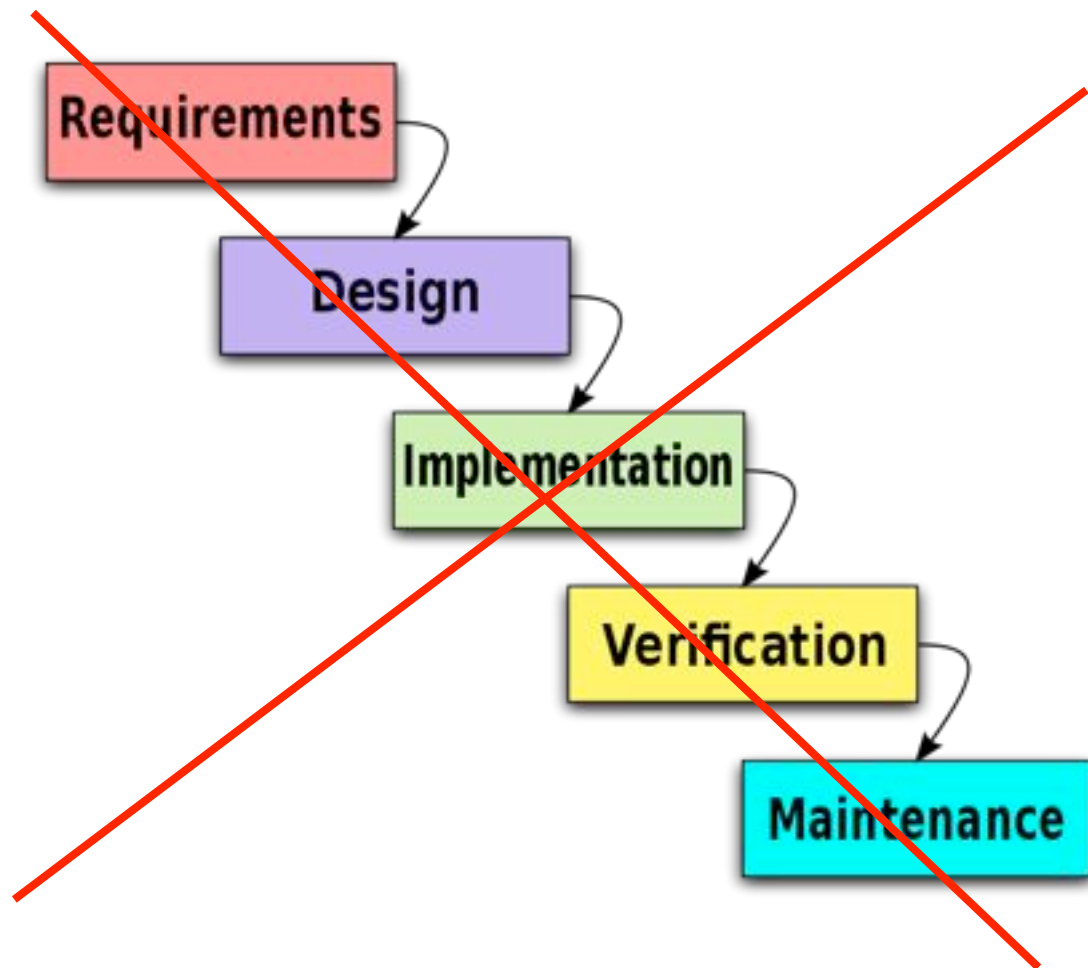 Requirements
Design
Implementation
Verification
Maintenance